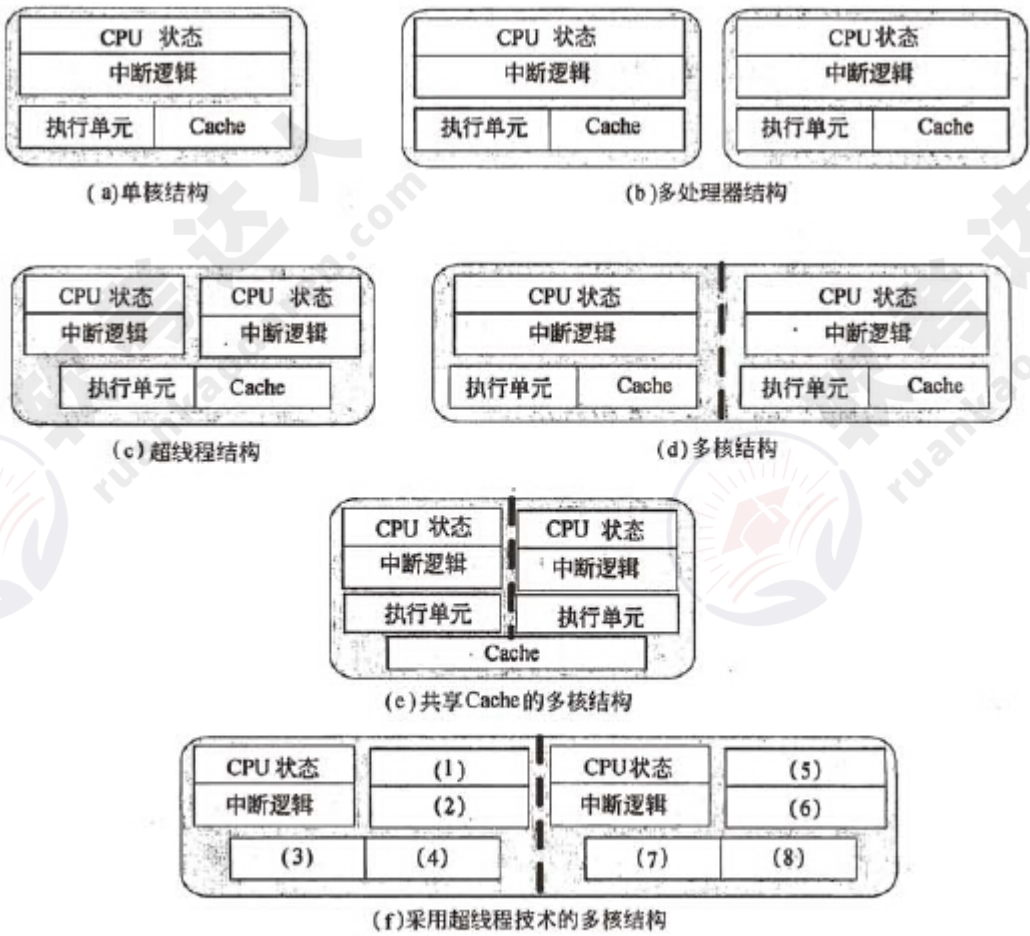 CPU 状态
中断逻辑
执行单元 Cache
(a)单核结构
CPU 状态
中断逻辑
执行单元 Cache
CPU状态
中断逻辑
执行单元 Cache
(b)多处理器结构
CPU 状态
中断逻辑
CPU 状态
中断逻辑
执行单元 Cache
(c)超线程结构
CPU 状态
中断逻辑
执行单元 Cache
CPU 状态
中断逻辑
执行单元 Cache
(d)多核结构
CPU 状态
中断逻辑
执行单元
CPU 状态
中断逻辑
执行单元
Cache
(e)共享Cache的多核结构
CPU 状态
中断逻辑
(1)
(2)
(3) (4)
CPU状态
中断逻辑
(5)
(6)
(7) (8)
(f)采用超线程技术的多核结构